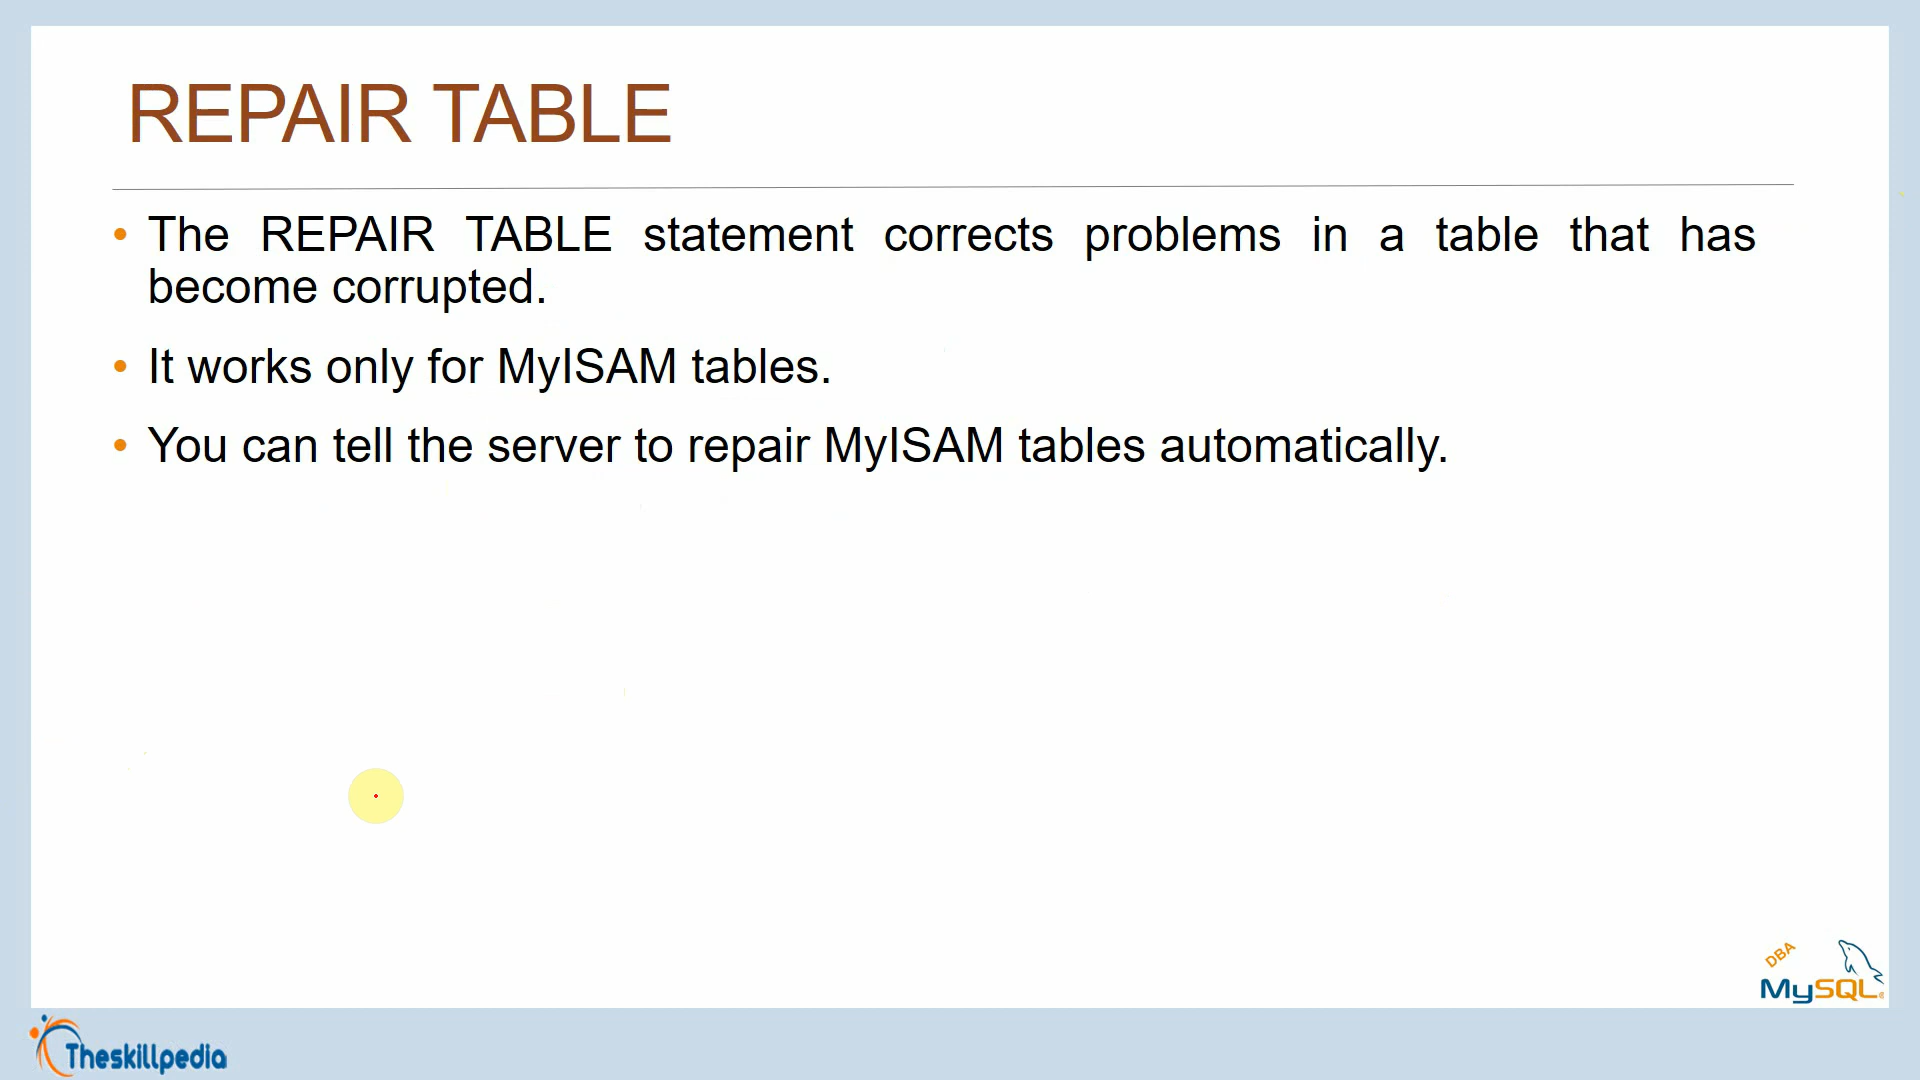 REPAIR TABLE
• The REPAIR TABLE statement corrects problems in a table that has
become corrupted.
• It works only for MyISAM tables.
• You can tell the server to repair MyISAM tables automatically.
DBA
MySQL®
Theskillpedia